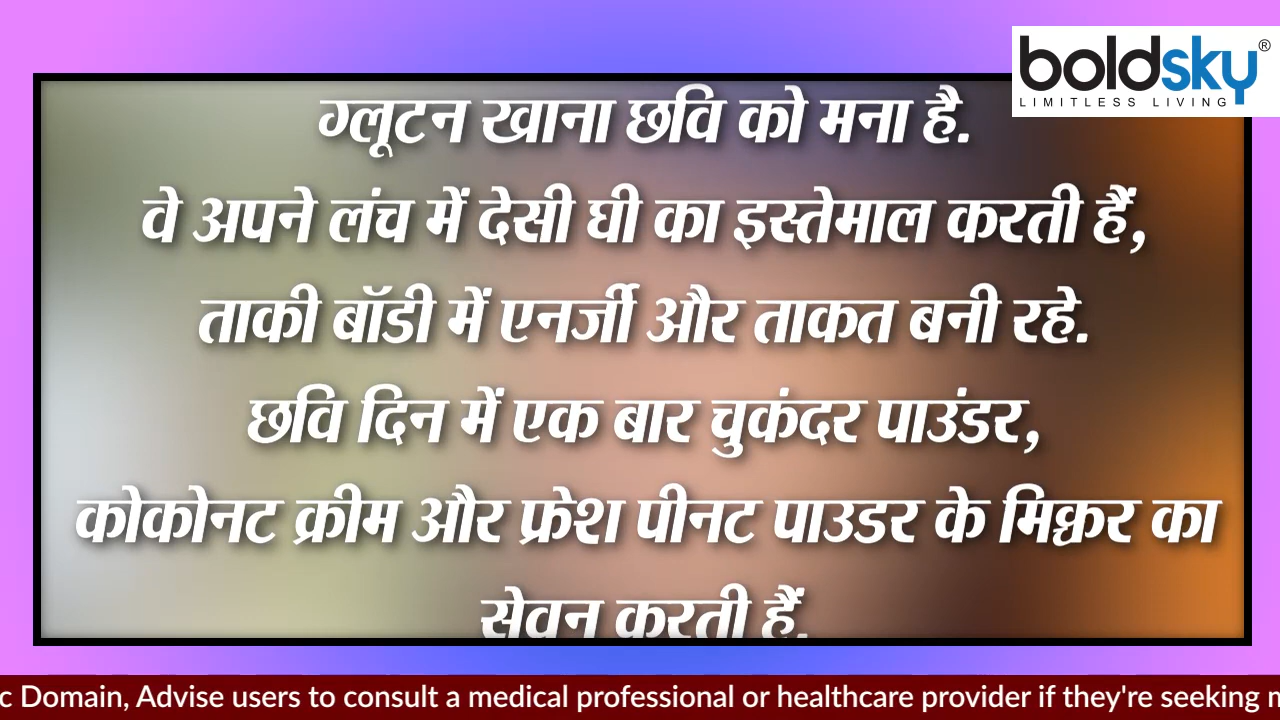 boldsky®
LIMITLESS LIVING
ग्लूटन खाना छवि को मना है.
वे अपने लंच में देसी घी का इस्तेमाल करती हैं,
ताकी बॉडी में एनर्जी और ताकत बनी रहे.
छवि दिन में एक बार चुकंदर पाउंडर,
कोकोनट क्रीम और फ्रेश पीनट पाउडर के मिक्चर का
सेवन करती हैं.
c Domain, Advise users to consult a medical professional or healthcare provider if they're seeking